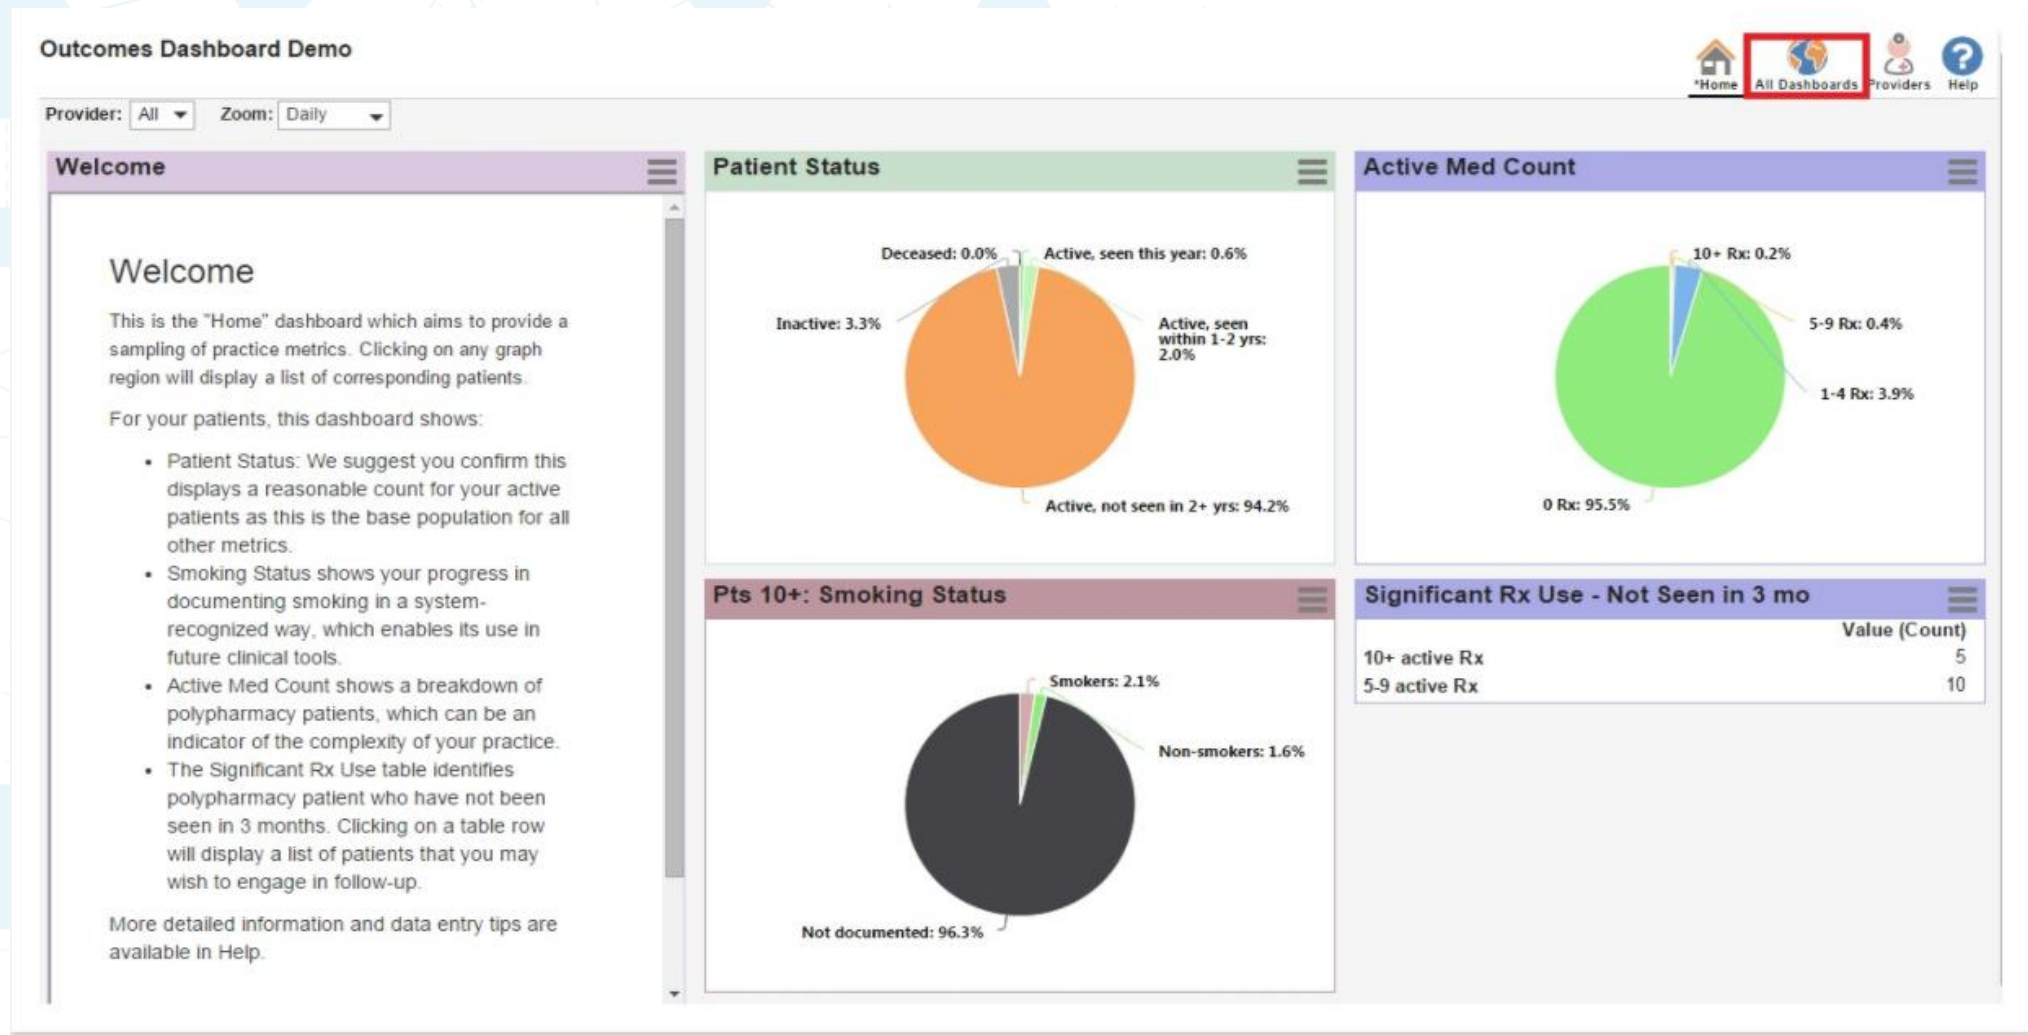 Outcomes Dashboard Demo
*Home
All Dashboards
Providers
Help
Provider: All
Zoom: Daily
Welcome
Welcome
This is the "Home" dashboard which aims to provide a
sampling of practice metrics. Clicking on any graph
region will display a list of corresponding patients.
For your patients, this dashboard shows:
• Patient Status: We suggest you confirm this
displays a reasonable count for your active
patients as this is the base population for all
other metrics.
• Smoking Status shows your progress in
documenting smoking in a system-
recognized way, which enables its use in
future clinical tools.
• Active Med Count shows a breakdown of
polypharmacy patients, which can be an
indicator of the complexity of your practice.
• The Significant Rx Use table identifies
polypharmacy patient who have not been
seen in 3 months. Clicking on a table row
will display a list of patients that you may
wish to engage in follow-up.
More detailed information and data entry tips are
available in Help.
Patient Status
Deceased: 0.0%
Active, seen this year: 0.6%
Inactive: 3.3%
Active, seen
within 1-2 yrs:
2.0%
Active, not seen in 2+ yrs: 94.2%
Active Med Count
10+ Rx: 0.2%
5-9 Rx: 0.4%
1-4 Rx: 3.9%
0 Rx: 95.5%
Pts 10+: Smoking Status
Smokers: 2.1%
Non-smokers: 1.6%
Not documented: 96.3%
Significant Rx Use - Not Seen in 3 mo
Value (Count)
10+ active Rx 5
5-9 active Rx 10